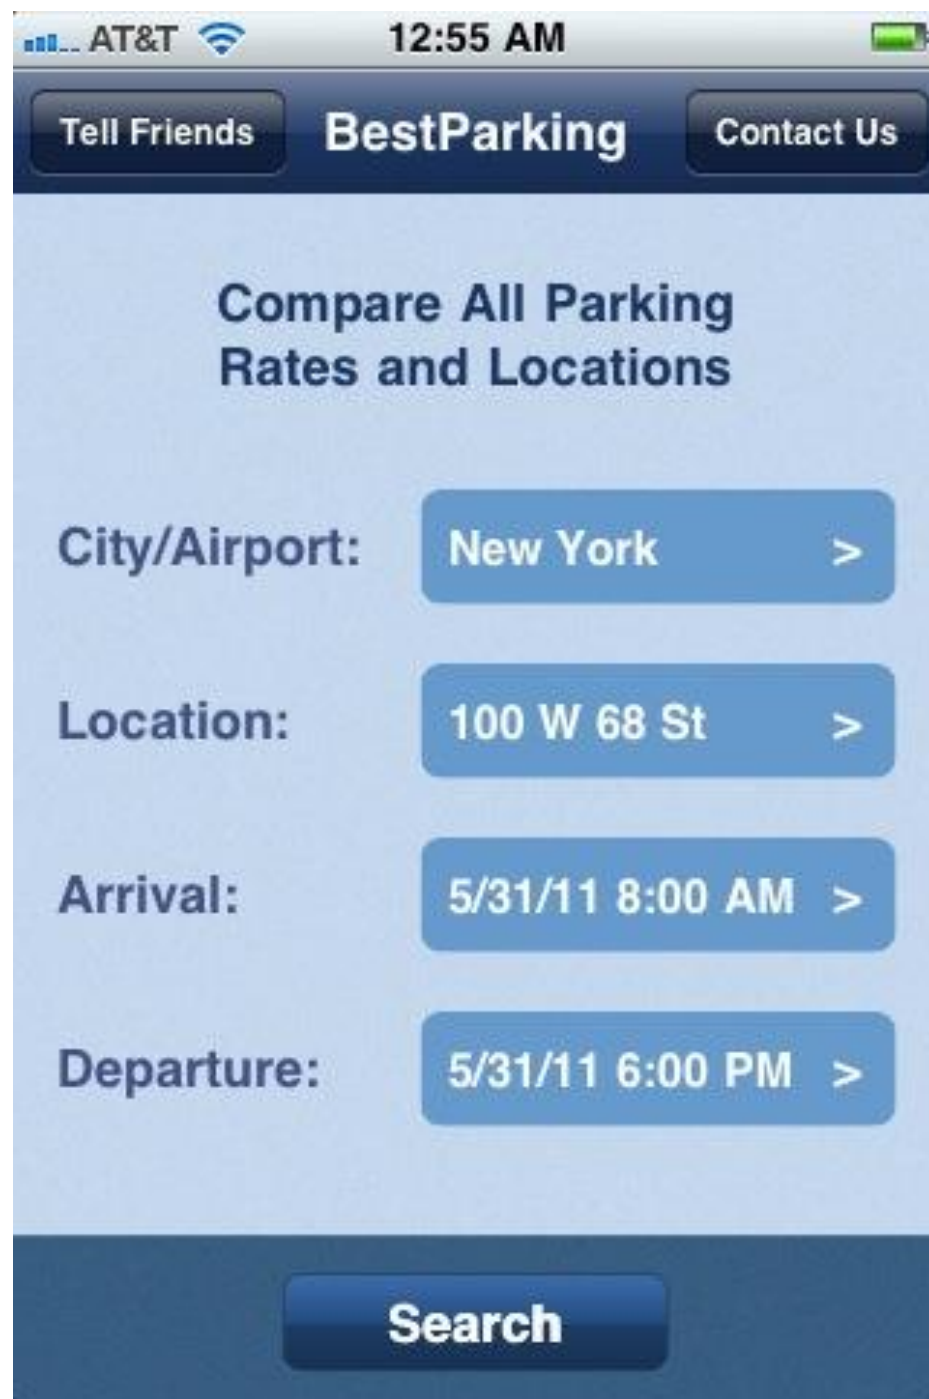 AT&T 12:55 AM
Tell Friends BestParking Contact Us
Compare All Parking
Rates and Locations
City/Airport: New York >
Location: 100 W 68 St >
Arrival: 5/31/11 8:00 AM >
Departure: 5/31/11 6:00 PM >
Search